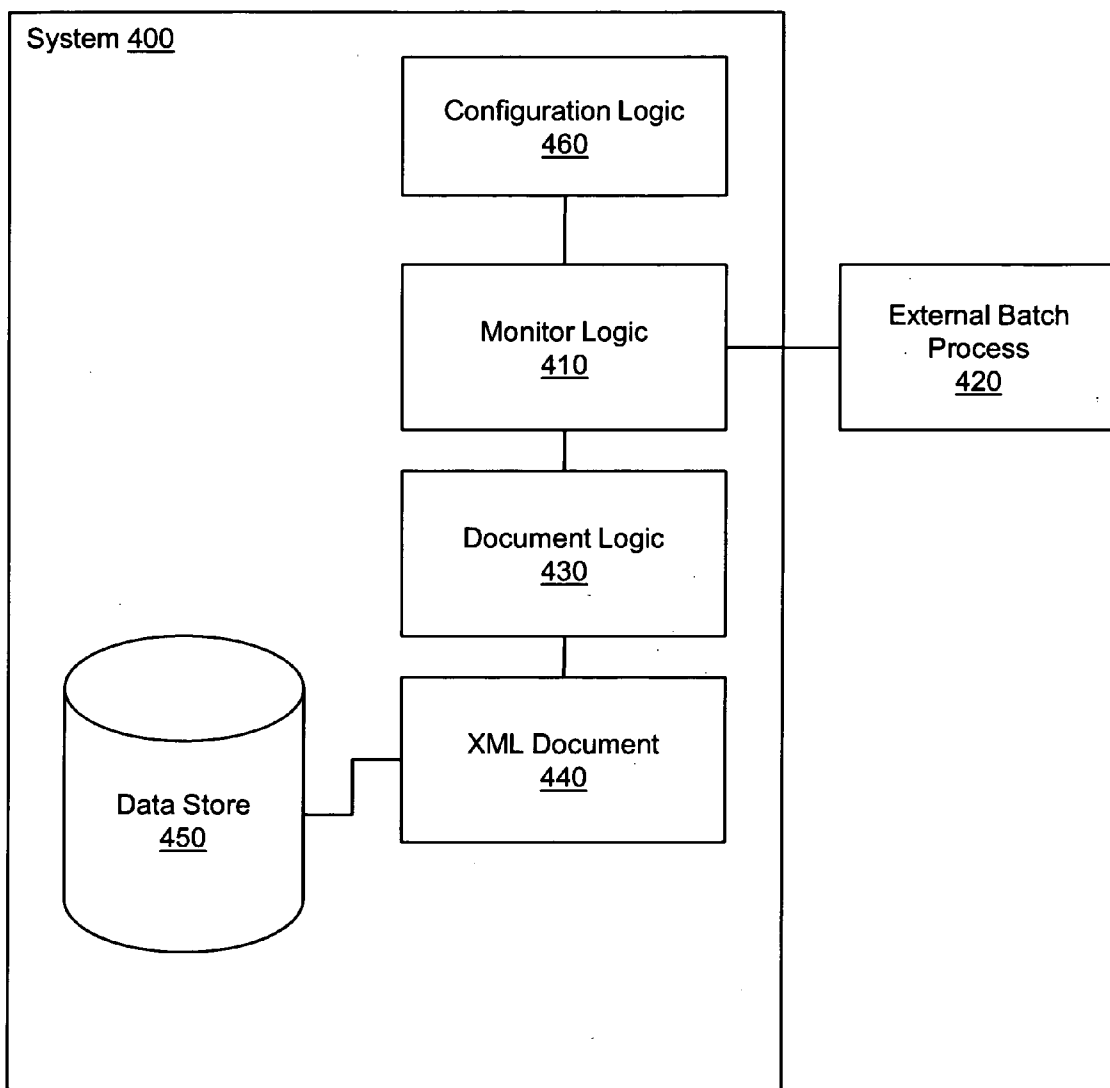 System 400
Configuration Logic
460
Monitor Logic
410
External Batch
Process
420
Document Logic
430
XML Document
440
Data Store
450